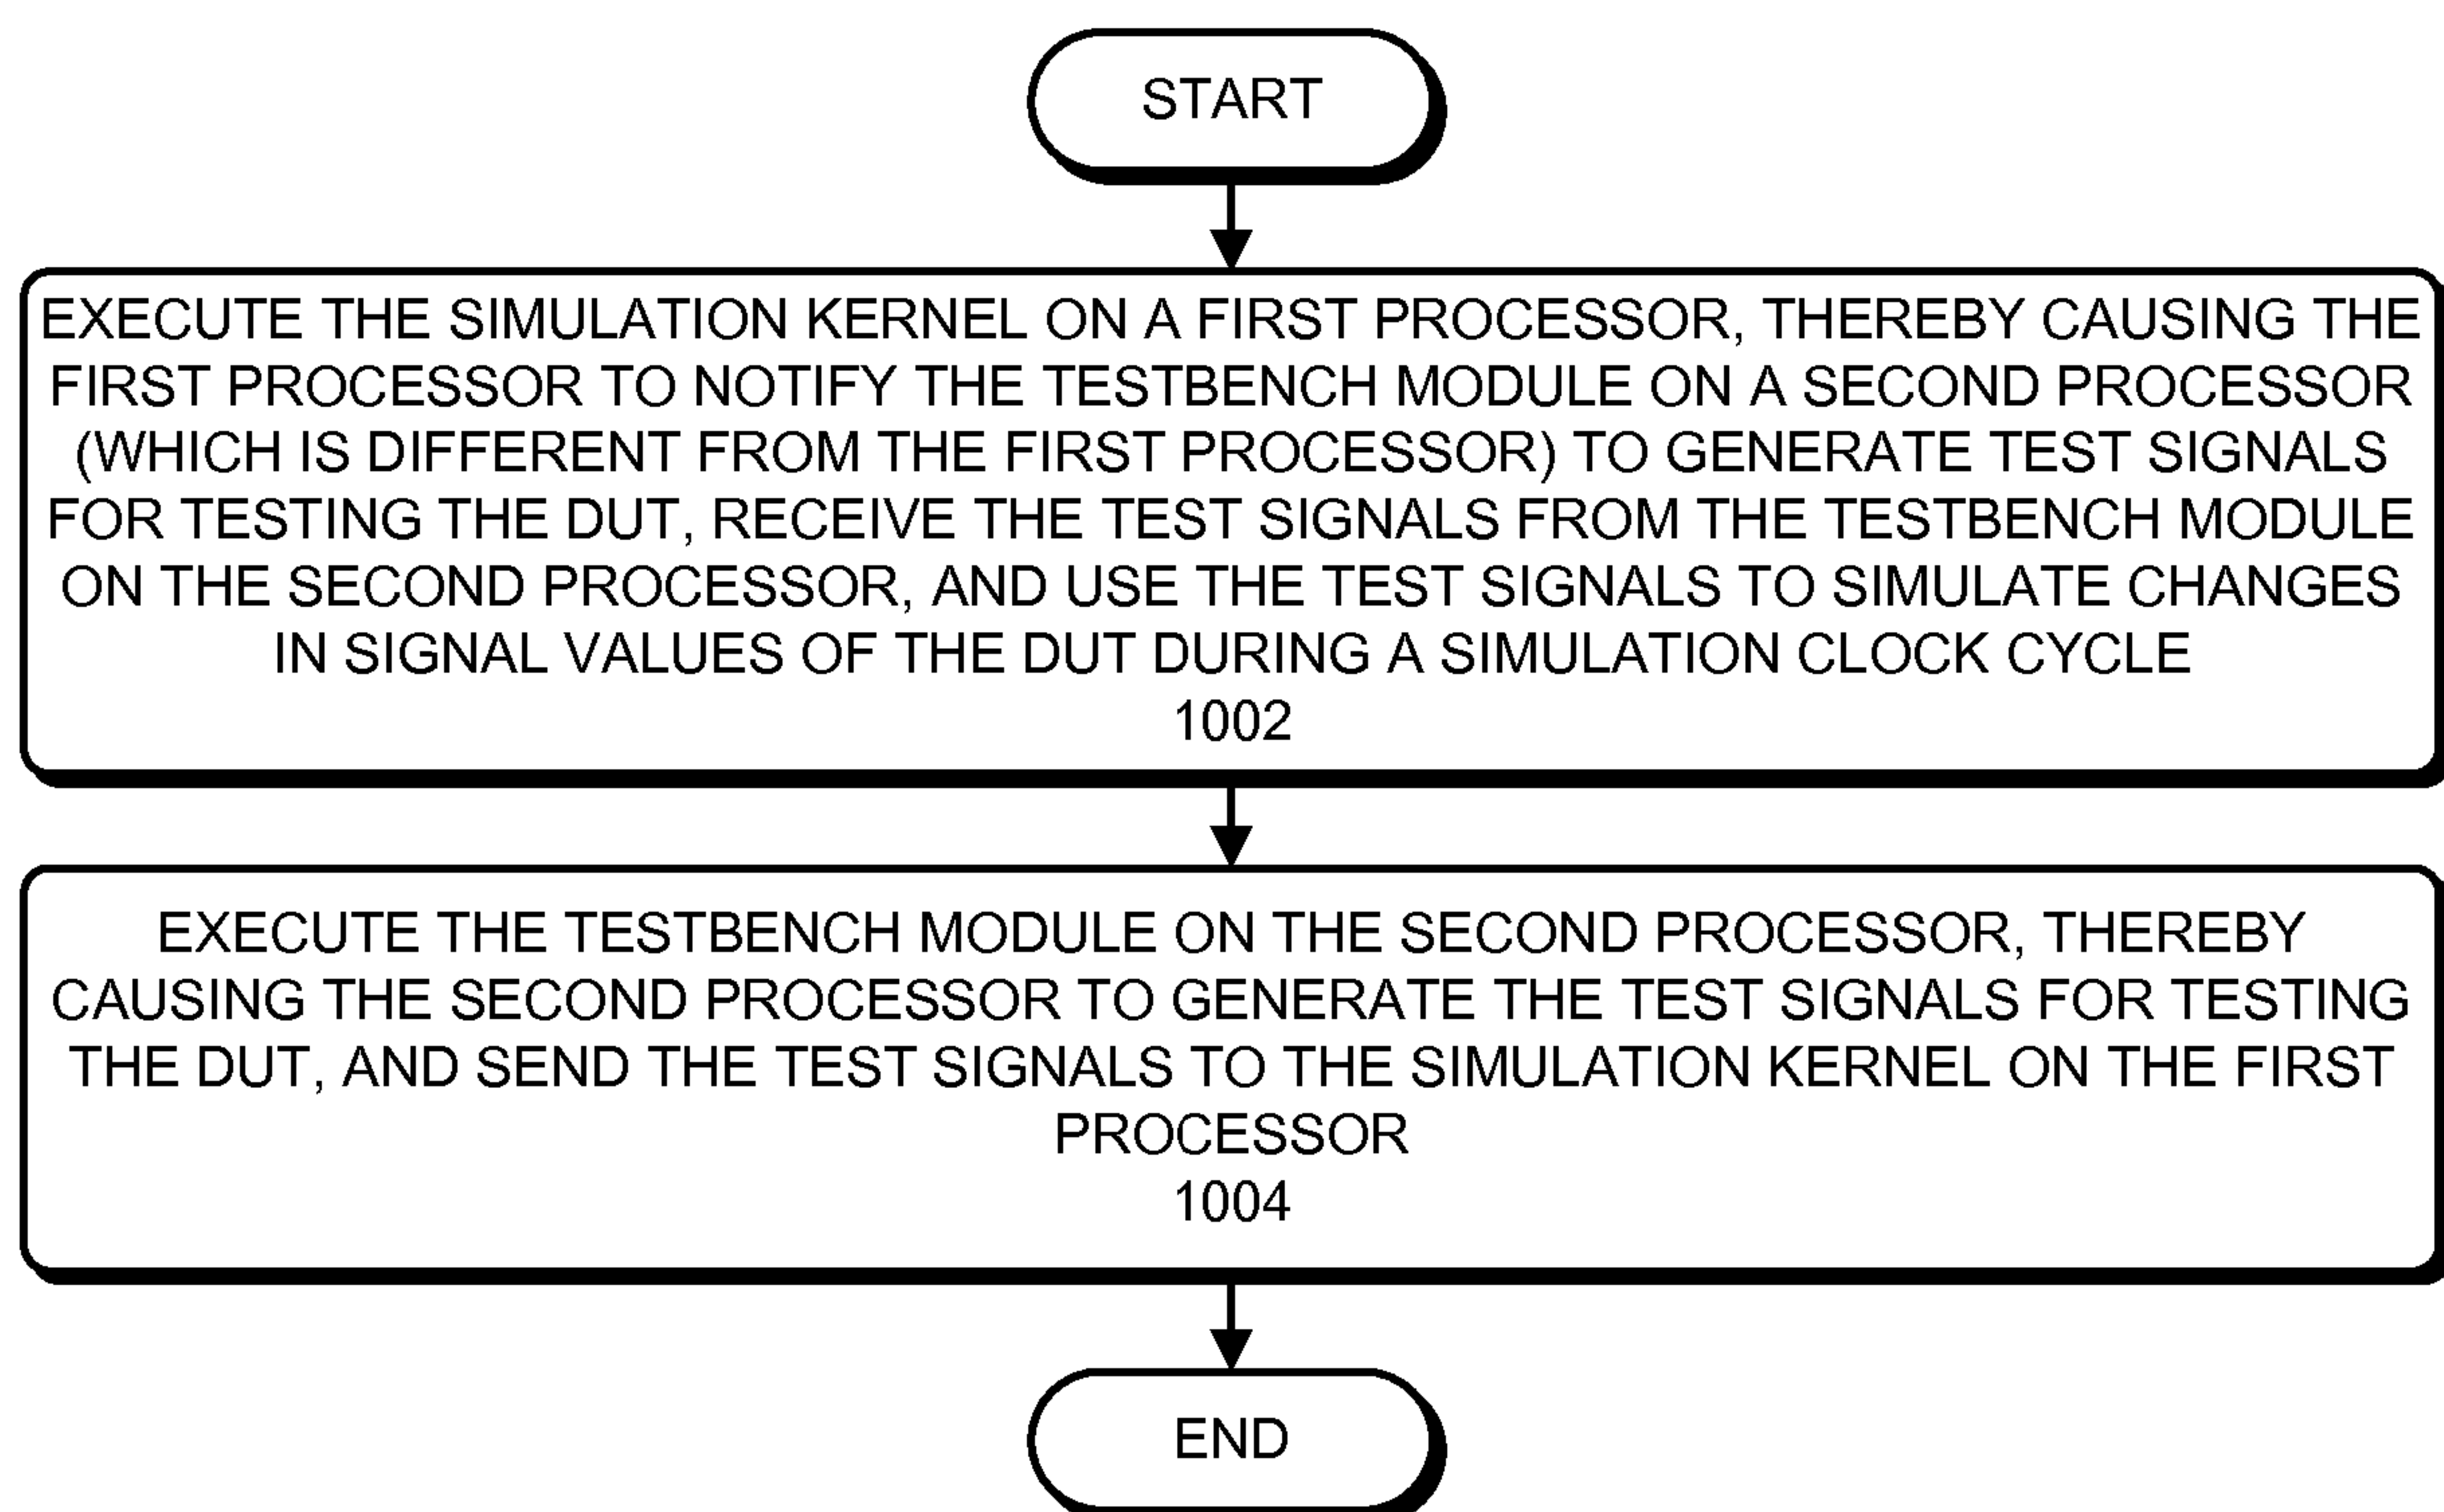 START
EXECUTE THE SIMULATION KERNEL ON A FIRST PROCESSOR, THEREBY CAUSING THE
FIRST PROCESSOR TO NOTIFY THE TESTBENCH MODULE ON A SECOND PROCESSOR
(WHICH IS DIFFERENT FROM THE FIRST PROCESSOR) TO GENERATE TEST SIGNALS
FOR TESTING THE DUT, RECEIVE THE TEST SIGNALS FROM THE TESTBENCH MODULE
ON THE SECOND PROCESSOR, AND USE THE TEST SIGNALS TO SIMULATE CHANGES
IN SIGNAL VALUES OF THE DUT DURING A SIMULATION CLOCK CYCLE
1002
EXECUTE THE TESTBENCH MODULE ON THE SECOND PROCESSOR, THEREBY
CAUSING THE SECOND PROCESSOR TO GENERATE THE TEST SIGNALS FOR TESTING
THE DUT, AND SEND THE TEST SIGNALS TO THE SIMULATION KERNEL ON THE FIRST
PROCESSOR
1004
END